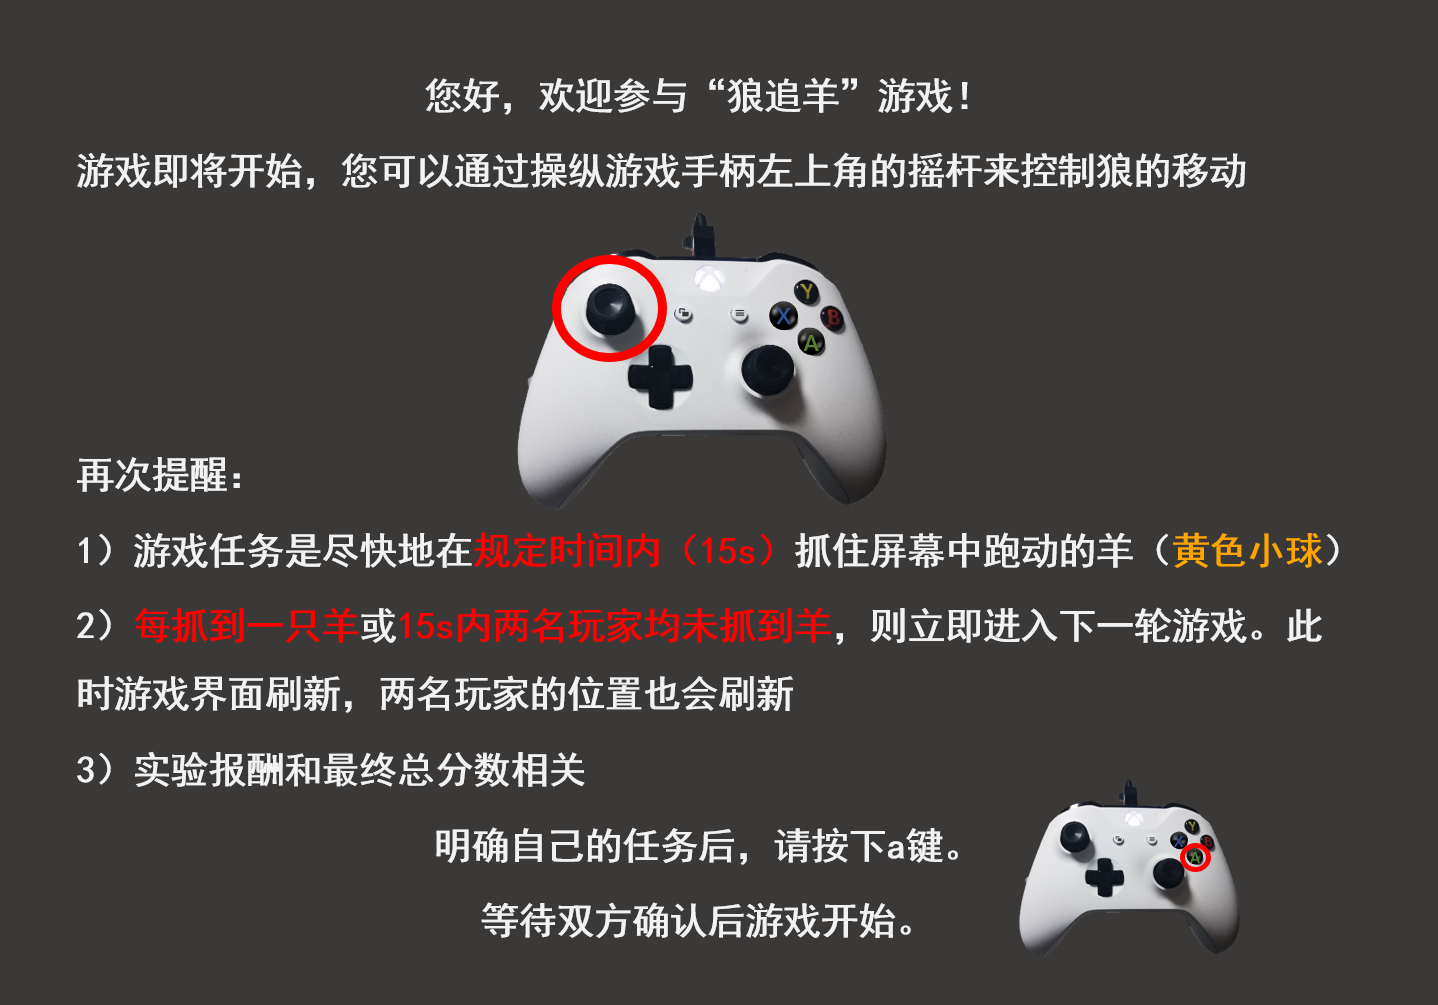 您好，欢迎参与“狼追羊”游戏！
游戏即将开始，您可以通过操纵游戏手柄左上角的摇杆来控制狼的移动
Y
X
B
A
再次提醒：
1）游戏任务是尽快地在规定时间内（15s）抓住屏幕中跑动的羊（黄色小球）
2）每抓到一只羊或15s内两名玩家均未抓到羊，则立即进入下一轮游戏。此
时游戏界面刷新，两名玩家的位置也会刷新
3）实验报酬和最终总分数相关
明确自己的任务后，请按下a键。
等待双方确认后游戏开始。
Y
X
B
A